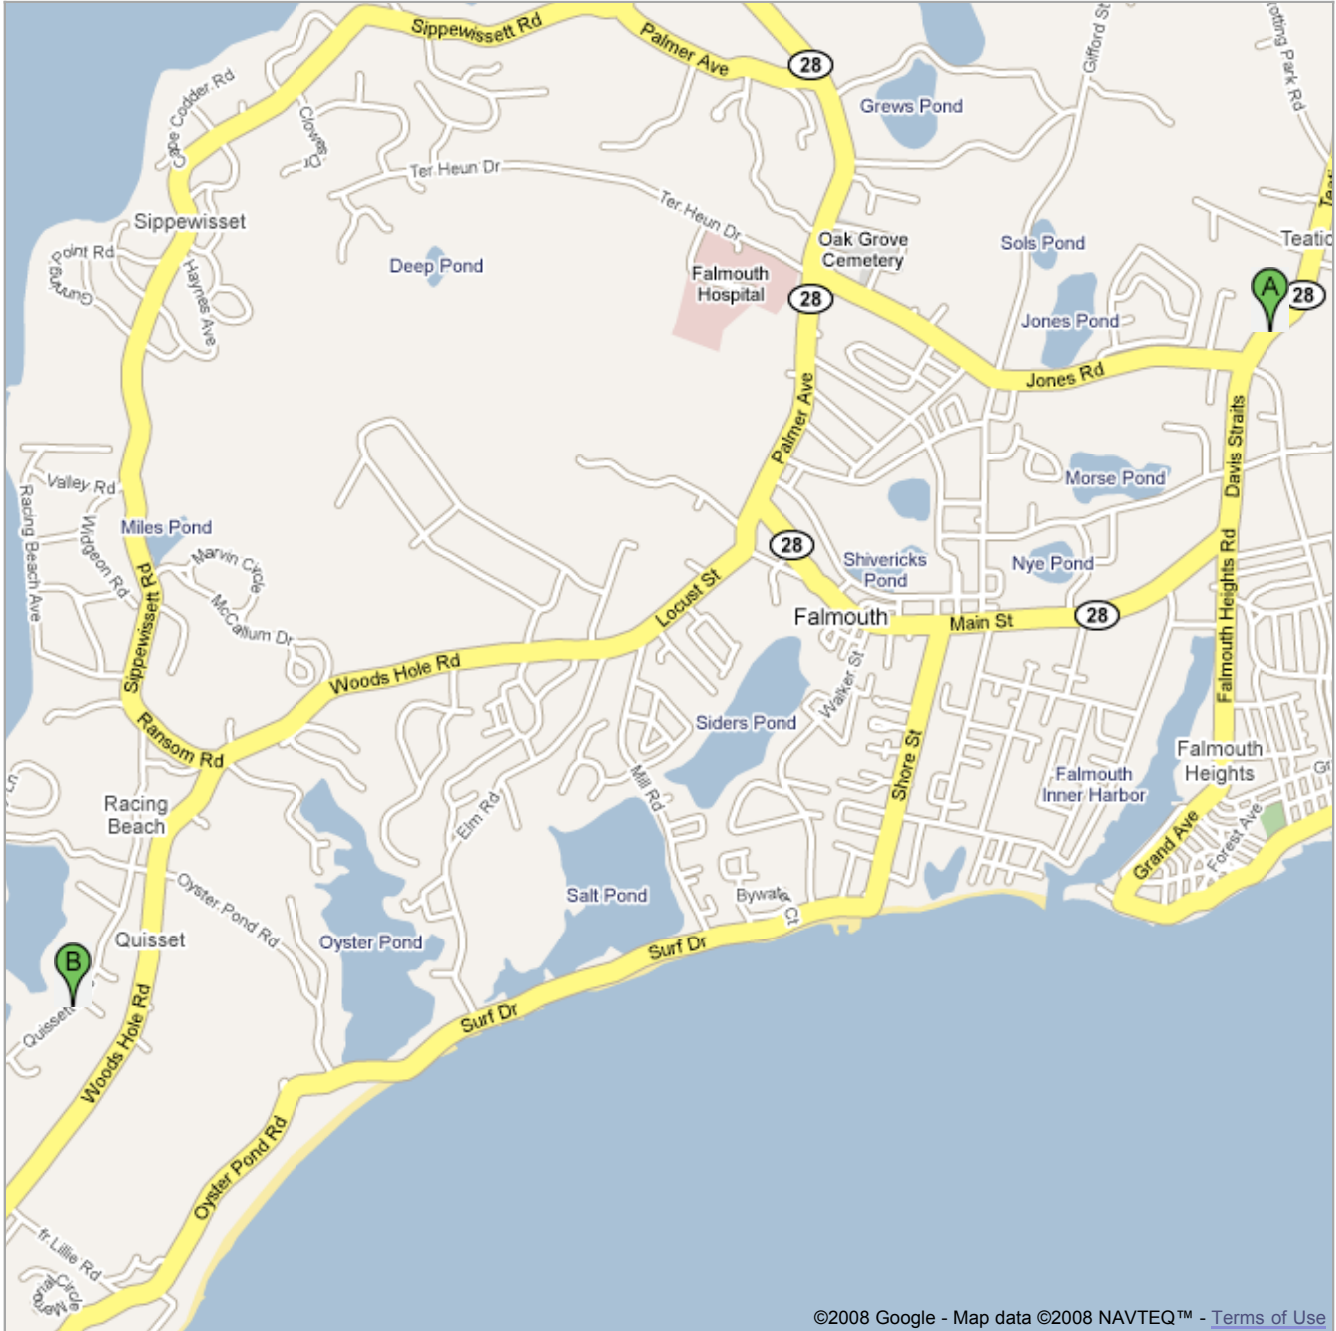 Sippewissett Rd
Palmer Ave
28
Gifford St
Grews Pond
Cape Codder Rd
Clowes Dr
Ter Heun Dr
Ter Heun Dr
Sippewisset
Oak Grove
Cemetery
Sols Pond
Teatic
Point Rd
Deep Pond
Falmouth
Hospital
28
A
28
Haynes Ave
Jones Pond
Jones Rd
Palmer Ave
Davis Straits
Valley Rd
Morse Pond
Racing Beach Ave
Widgeon Rd
Miles Pond
Marvin Circle
28
Shivericks
Pond
Nye Pond
Sippewissett Rd
McCallum Dr
Locust St
Falmouth
Main St
28
Falmouth Heights Rd
Woods Hole Rd
Walker St
Siders Pond
Ransom Rd
Shore St
Falmouth
Heights
Falmouth
Inner Harbor
Mill Rd
Racing
Beach
Elm Rd
Grand Ave
Forest Ave
Oyster Pond Rd
Salt Pond
Bywater Ct
Quisset
Oyster Pond
Surf Dr
B
Surf Dr
Woods Hole Rd
Oyster Pond Rd
©2008 Google - Map data ©2008 NAVTEQ™ - Terms of Use